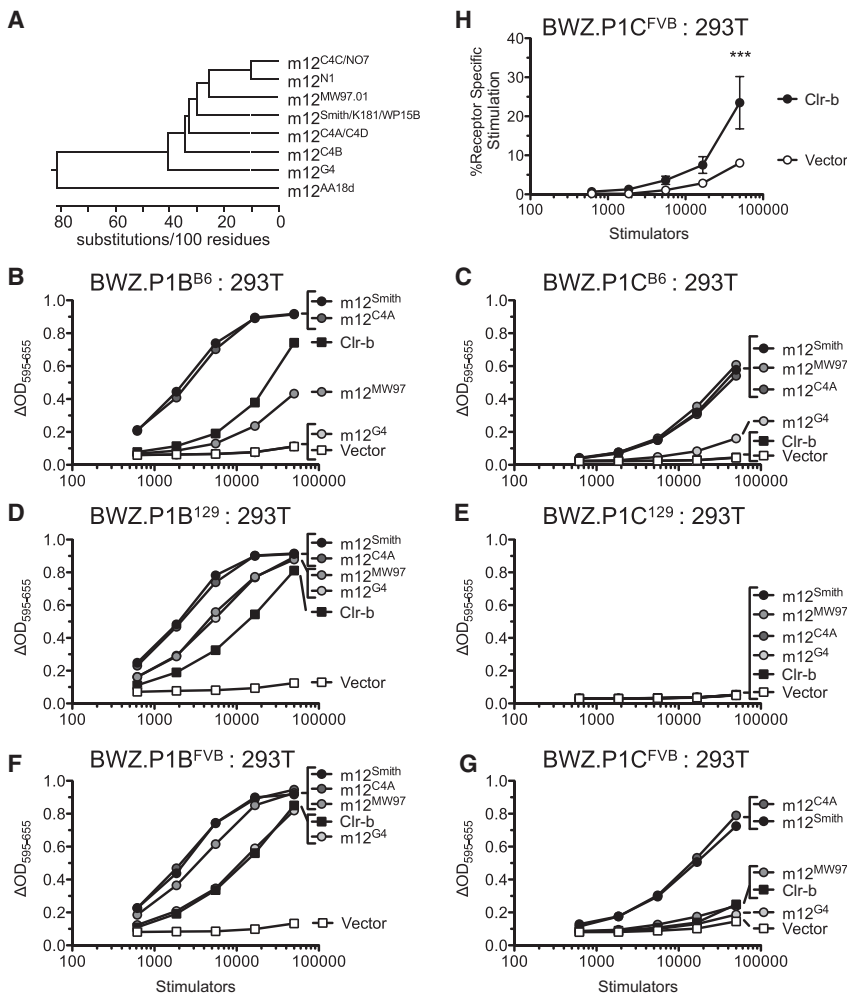 A
m12C4C/NO7
m12N1
m12MW97.01
m12Smith/K181/WP15B
m12C4A/C4D
m12C4B
m12G4
m12AA18d
80 60 40 20 0
substitutions/100 residues
H
BWZ.P1CFVB : 293T
%Receptor Specific
Stimulation
40
30
20
10
0
***
Clr-b
Vector
100 1000 10000 100000
Stimulators
B
BWZ.P1BB6 : 293T
ΔOD595-655
1.0
0.8
0.6
0.4
0.2
0.0
m12Smith
m12C4A
Clr-b
m12MW97
m12G4
Vector
100 1000 10000 100000
C
BWZ.P1CB6 : 293T
ΔOD595-655
1.0
0.8
0.6
0.4
0.2
0.0
m12Smith
m12MW97
m12C4A
m12G4
Clr-b
Vector
100 1000 10000 100000
D
BWZ.P1B129 : 293T
ΔOD595-655
1.0
0.8
0.6
0.4
0.2
0.0
m12Smith
m12C4A
m12MW97
m12G4
Clr-b
Vector
100 1000 10000 100000
E
BWZ.P1C129 : 293T
ΔOD595-655
1.0
0.8
0.6
0.4
0.2
0.0
m12Smith
m12MW97
m12C4A
m12G4
Clr-b
Vector
100 1000 10000 100000
F
BWZ.P1BFVB : 293T
ΔOD595-655
1.0
0.8
0.6
0.4
0.2
0.0
m12Smith
m12C4A
m12MW97
Clr-b
m12G4
Vector
100 1000 10000 100000
Stimulators
G
BWZ.P1CFVB : 293T
ΔOD595-655
1.0
0.8
0.6
0.4
0.2
0.0
m12C4A
m12Smith
m12MW97
Clr-b
m12G4
Vector
100 1000 10000 100000
Stimulators